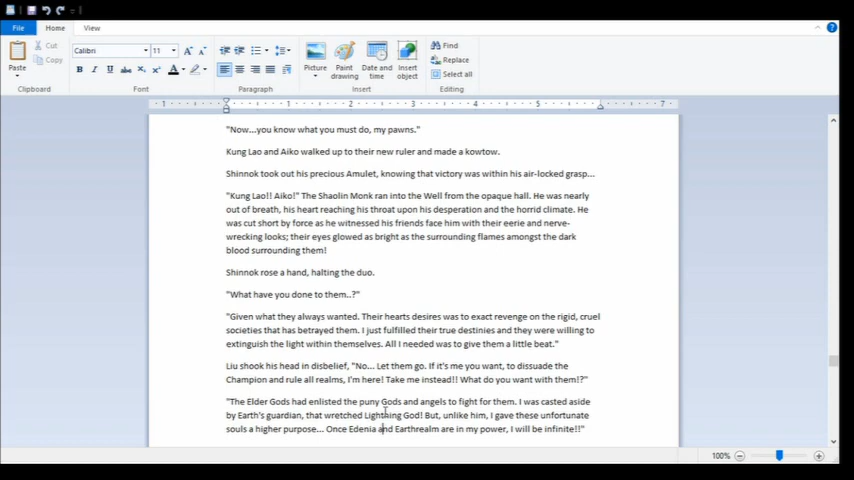 File Home View
Cut
Copy
Paste
Calibri 11
B I U abc X₂ X² A
Picture
Paint drawing
Date and time
Insert object
Find
Replace
Select all
Clipboard Font Paragraph Insert Editing
1 1 2 3 4 5 7
"Now...you know what you must do, my pawns."
Kung Lao and Aiko walked up to their new ruler and made a kowtow.
Shinnok took out his precious Amulet, knowing that victory was within his air-locked grasp...
"Kung Lao!! Aiko!" The Shaolin Monk ran into the Well from the opaque hall. He was nearly
out of breath, his heart reaching his throat upon his desperation and the horrid climate. He
was cut short by force as he witnessed his friends face him with their eerie and nerve-
wrecking looks; their eyes glowed as bright as the surrounding flames amongst the dark
blood surrounding them!
Shinnok rose a hand, halting the duo.
"What have you done to them..?"
"Given what they always wanted. Their hearts desires was to exact revenge on the rigid, cruel
societies that has betrayed them. I just fulfilled their true destinies and they were willing to
extinguish the light within themselves. All I needed was to give them a little beat."
Liu shook his head in disbelief, "No... Let them go. If it's me you want, to dissuade the
Champion and rule all realms, I'm here! Take me instead!! What do you want with them!?"
"The Elder Gods had enlisted the puny Gods and angels to fight for them. I was casted aside
by Earth's guardian, that wretched Lightning God! But, unlike him, I gave these unfortunate
souls a higher purpose... Once Edenia and Earthrealm are in my power, I will be infinite!!"
100%